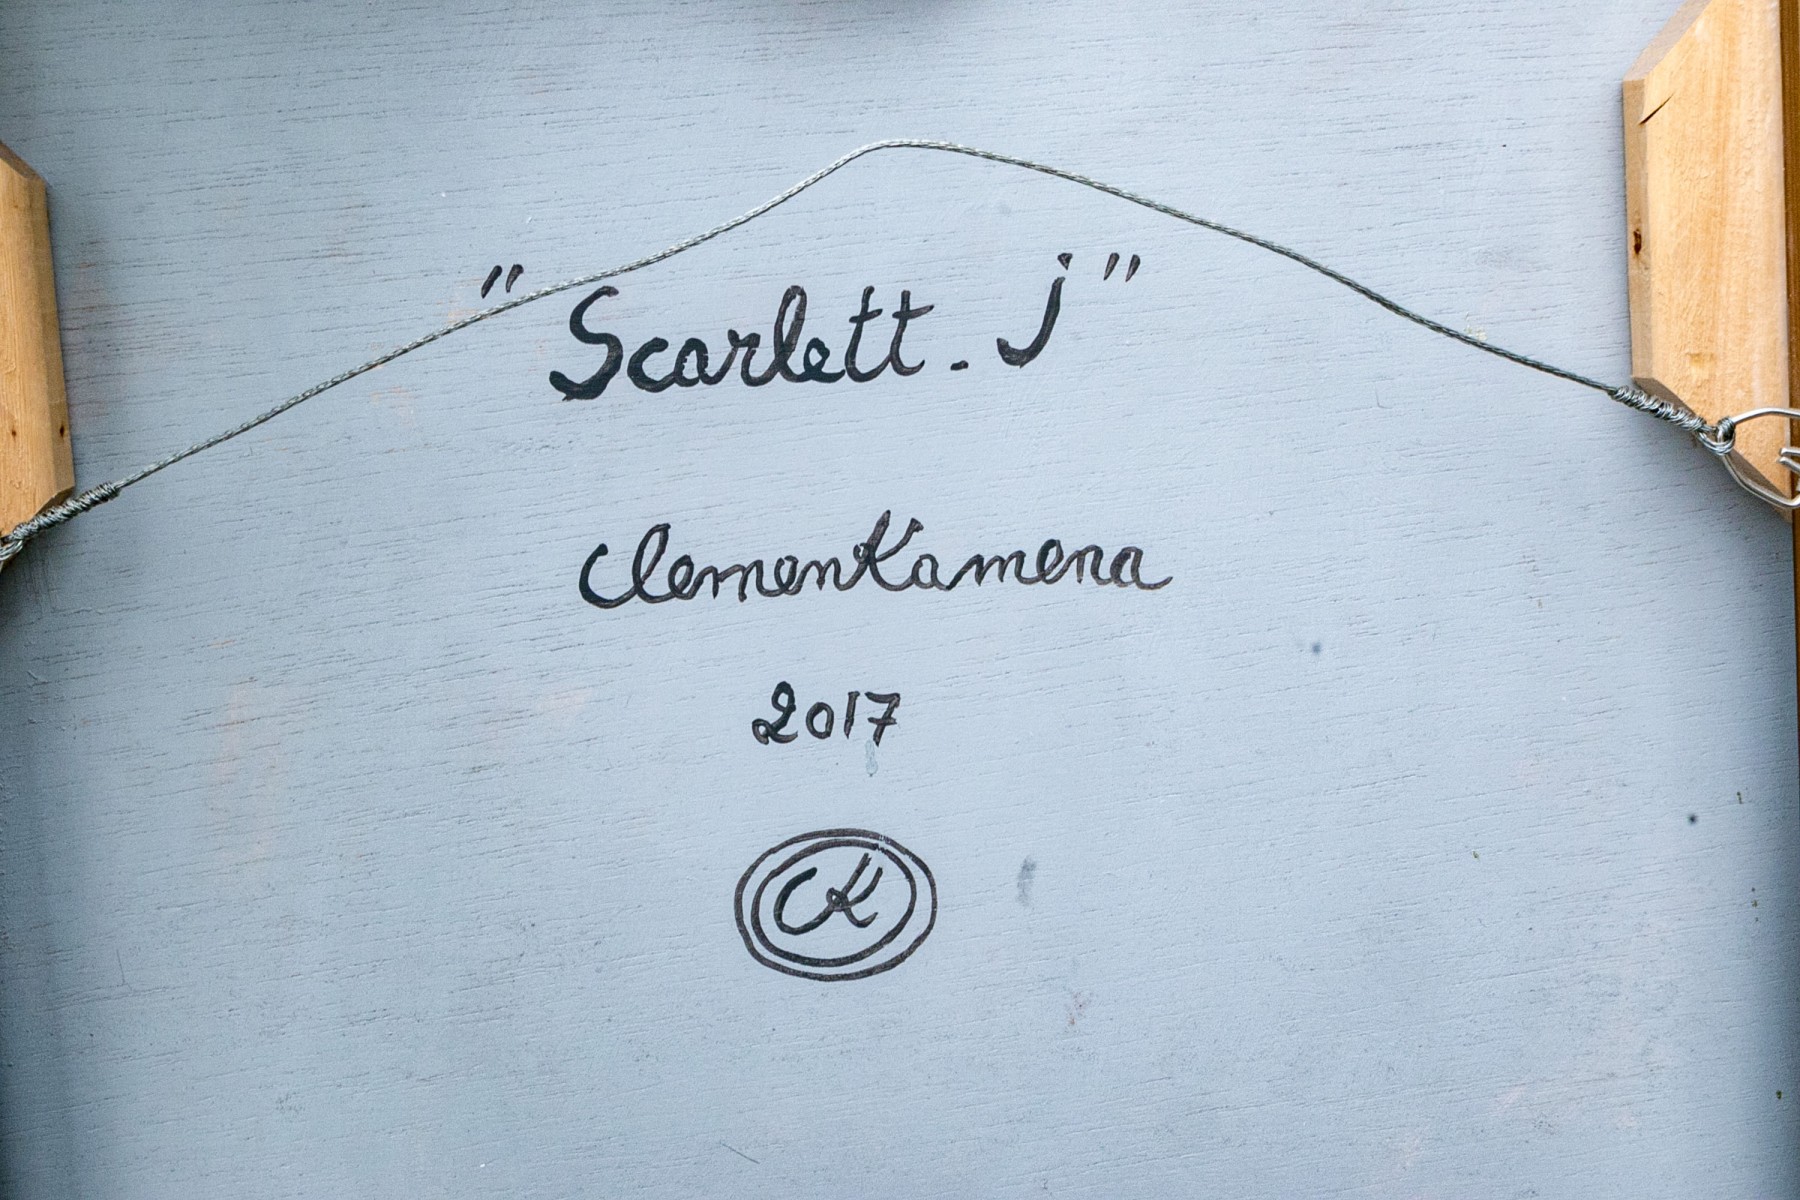 "Scarlett. J"
ClemenKamena
2017
CK